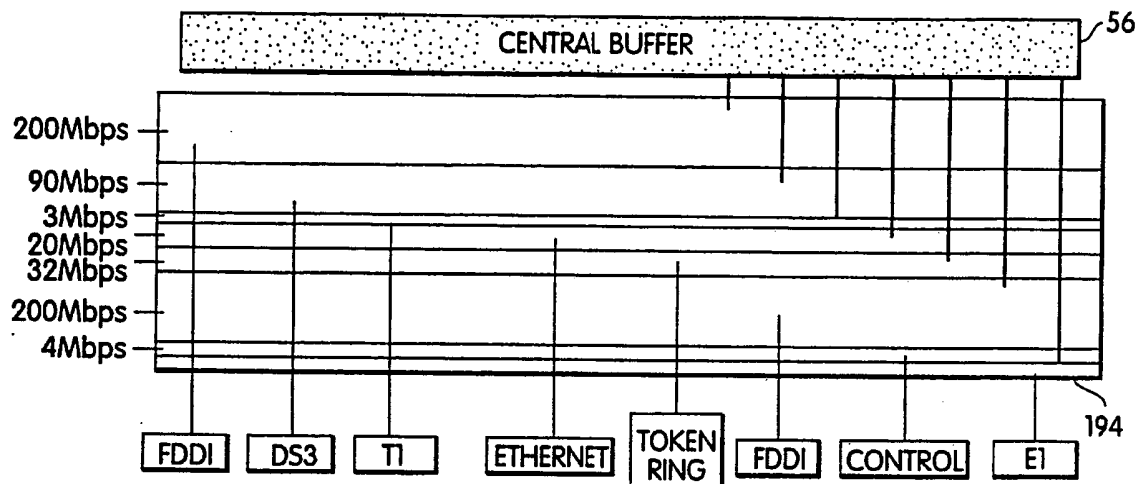 CENTRAL BUFFER
56
200Mbps
90Mbps
3Mbps
20Mbps
32Mbps
200Mbps
4Mbps
194
FDDI
DS3
T1
ETHERNET
TOKEN
RING
FDDI
CONTROL
E1